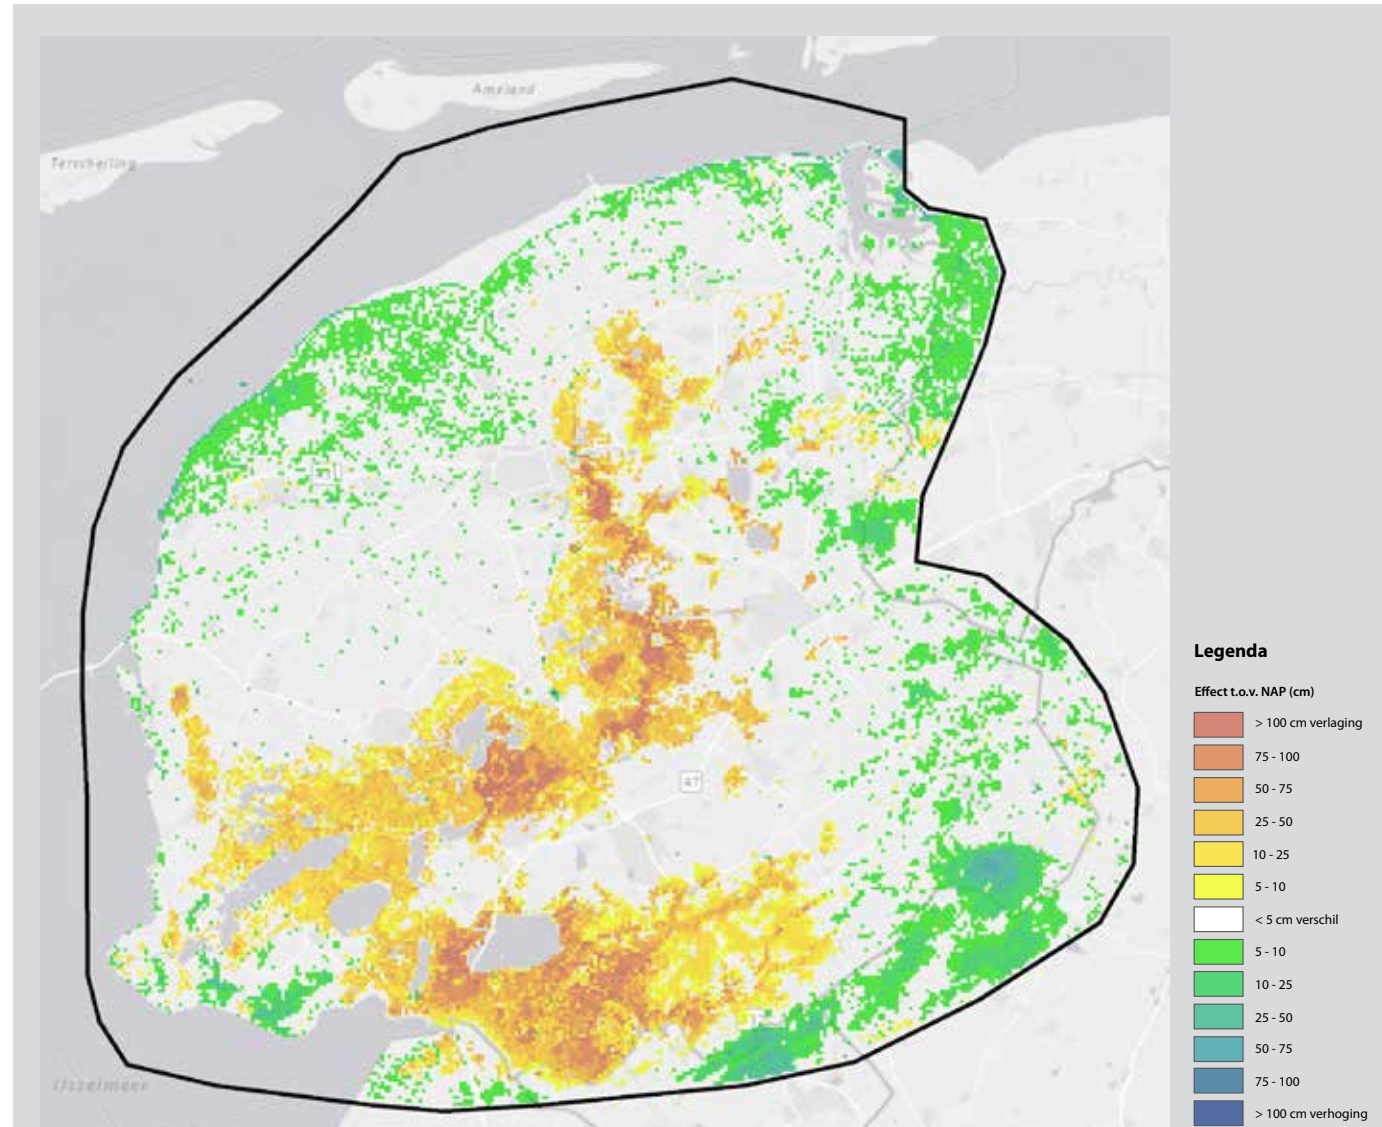 Ameland
Terschelling
47
IJsselmeer
Legenda
Effect t.o.v. NAP (cm)
> 100 cm verlaging
75 - 100
50 - 75
25 - 50
10 - 25
5 - 10
< 5 cm verschil
5 - 10
10 - 25
25 - 50
50 - 75
75 - 100
> 100 cm verhoging